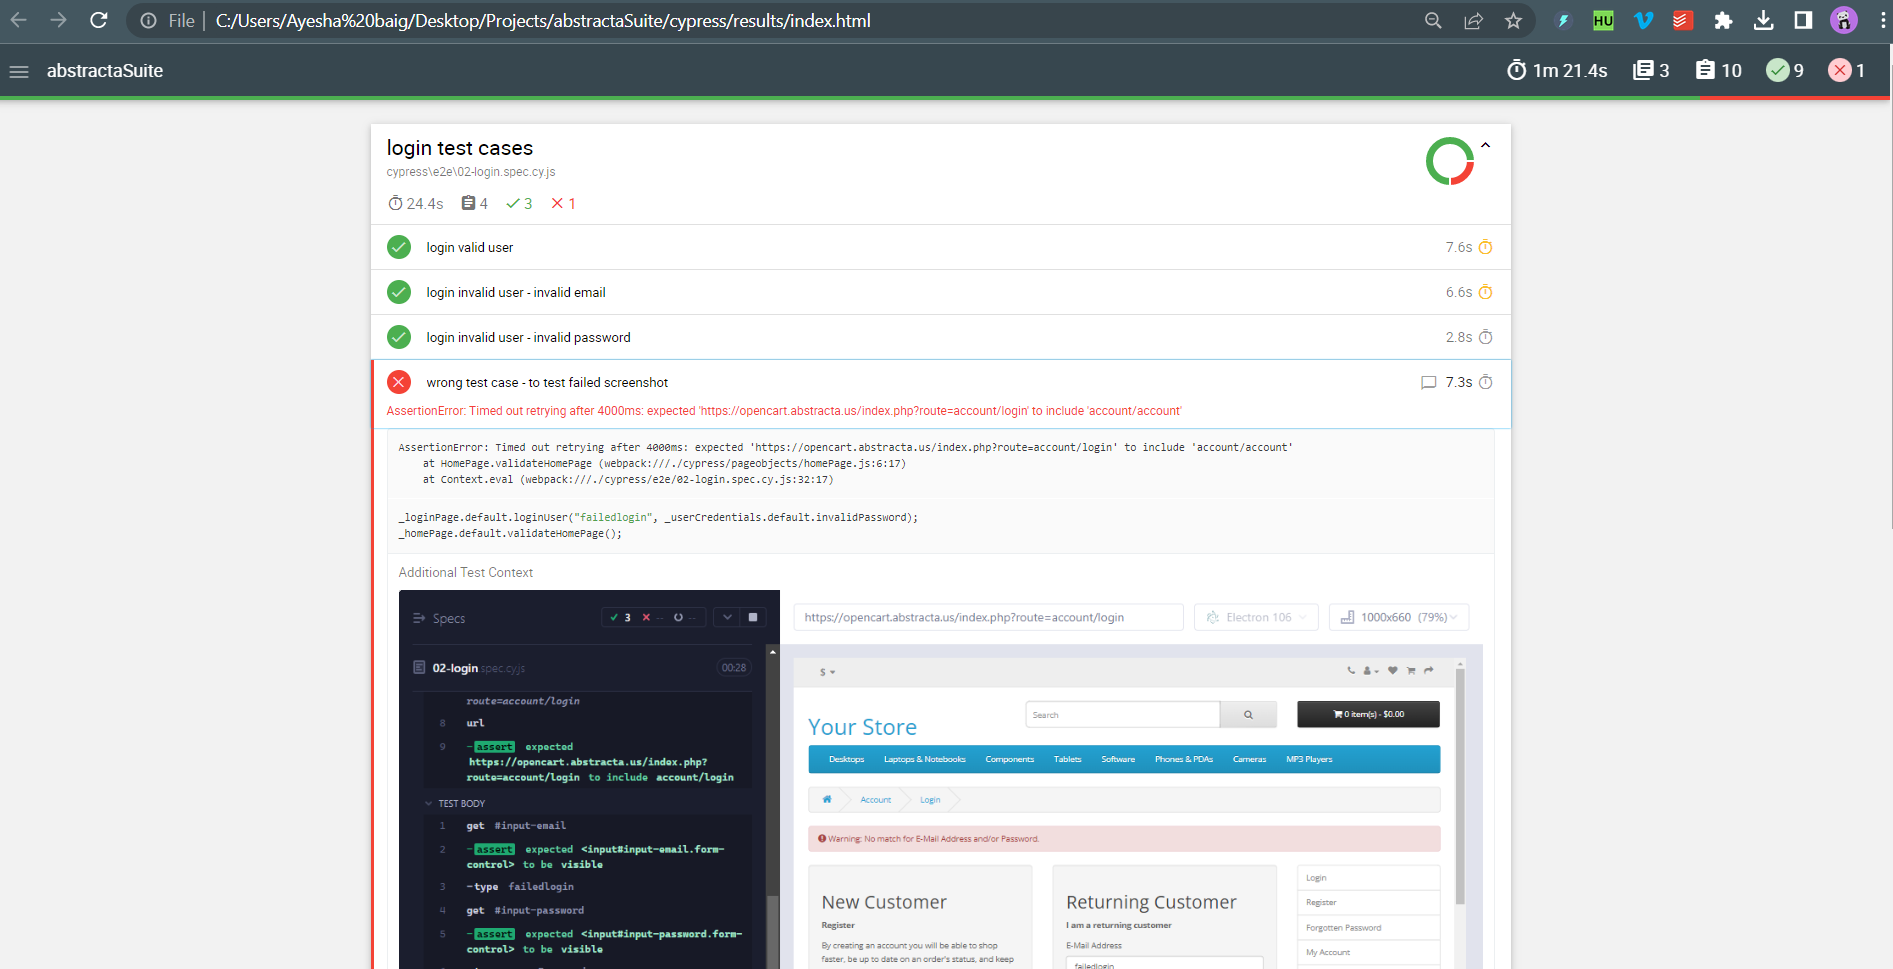 File | C:/Users/Ayesha%20baig/Desktop/Projects/abstractaSuite/cypress/results/index.html
HU
abstractaSuite
1m 21.4s 3 10 9 1
login test cases
cypress\e2e\02-login.spec.cy.js
24.4s 4 3 1
login valid user 7.6s
login invalid user - invalid email 6.6s
login invalid user - invalid password 2.8s
wrong test case - to test failed screenshot 7.3s
AssertionError: Timed out retrying after 4000ms: expected 'https://opencart.abstracta.us/index.php?route=account/login' to include 'account/account'
AssertionError: Timed out retrying after 4000ms: expected 'https://opencart.abstracta.us/index.php?route=account/login' to include 'account/account'
at HomePage.validateHomePage (webpack:///./cypress/pageobjects/homePage.js:6:17)
at Context.eval (webpack:///./cypress/e2e/02-login.spec.cy.js:32:17)
_loginPage.default.loginUser("failedlogin", _userCredentials.default.invalidPassword);
_homePage.default.validateHomePage();
Additional Test Context
Specs 3 -- --
02-login.spec.cy.js 00:28
route=account/login
8 url
9 -assert expected
https://opencart.abstracta.us/index.php?
route=account/login to include account/login
TEST BODY
1 get #input-email
2 -assert expected <input#input-email.form-
control> to be visible
3 -type failedlogin
4 get #input-password
5 -assert expected <input#input-password.form-
control> to be visible
https://opencart.abstracta.us/index.php?route=account/login
Electron 106
1000x660 (79%)
$
Your Store
Search
0 item(s) - $0.00
Desktops Laptops & Notebooks Components Tablets Software Phones & PDAs Cameras MP3 Players
Account Login
Warning: No match for E-Mail Address and/or Password.
New Customer
Register
By creating an account you will be able to shop
faster, be up to date on an order's status, and keep
Returning Customer
I am a returning customer
E-Mail Address
failedlogin
Login
Register
Forgotten Password
My Account